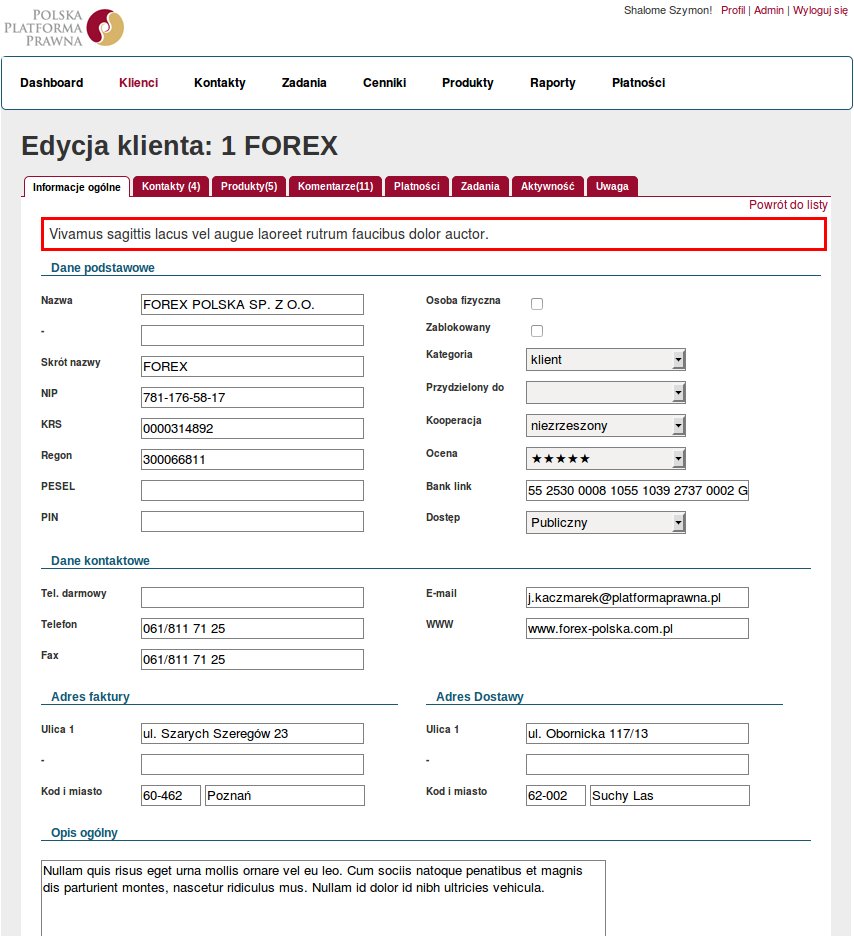 POLSKA
PLATFORMA
PRAWNA
Shalome Szymon! Profil | Admin | Wyloguj się
Dashboard Klienci Kontakty Zadania Cenniki Produkty Raporty Płatności
Edycja klienta: 1 FOREX
Informacje ogólne Kontakty (4) Produkty(5) Komentarze(11) Płatności Zadania Aktywność Uwaga
Powrót do listy
Vivamus sagittis lacus vel augue laoreet rutrum faucibus dolor auctor.
Dane podstawowe
Nazwa FOREX POLSKA SP. Z O.O. Osoba fizyczna
- Zablokowany
Skrót nazwy FOREX Kategoria klient
NIP 781-176-58-17 Przydzielony do
KRS 0000314892 Kooperacja niezrzeszony
Regon 300066811 Ocena ★★★★★
PESEL Bank link 55 2530 0008 1055 1039 2737 0002 G
PIN Dostęp Publiczny
Dane kontaktowe
Tel. darmowy E-mail j.kaczmarek@platformaprawna.pl
Telefon 061/811 71 25 WWW www.forex-polska.com.pl
Fax 061/811 71 25
Adres faktury Adres Dostawy
Ulica 1 ul. Szarych Szeregów 23 Ulica 1 ul. Obornicka 117/13
- -
Kod i miasto 60-462 Poznań Kod i miasto 62-002 Suchy Las
Opis ogólny
Nullam quis risus eget urna mollis ornare vel eu leo. Cum sociis natoque penatibus et magnis
dis parturient montes, nascetur ridiculus mus. Nullam id dolor id nibh ultricies vehicula.